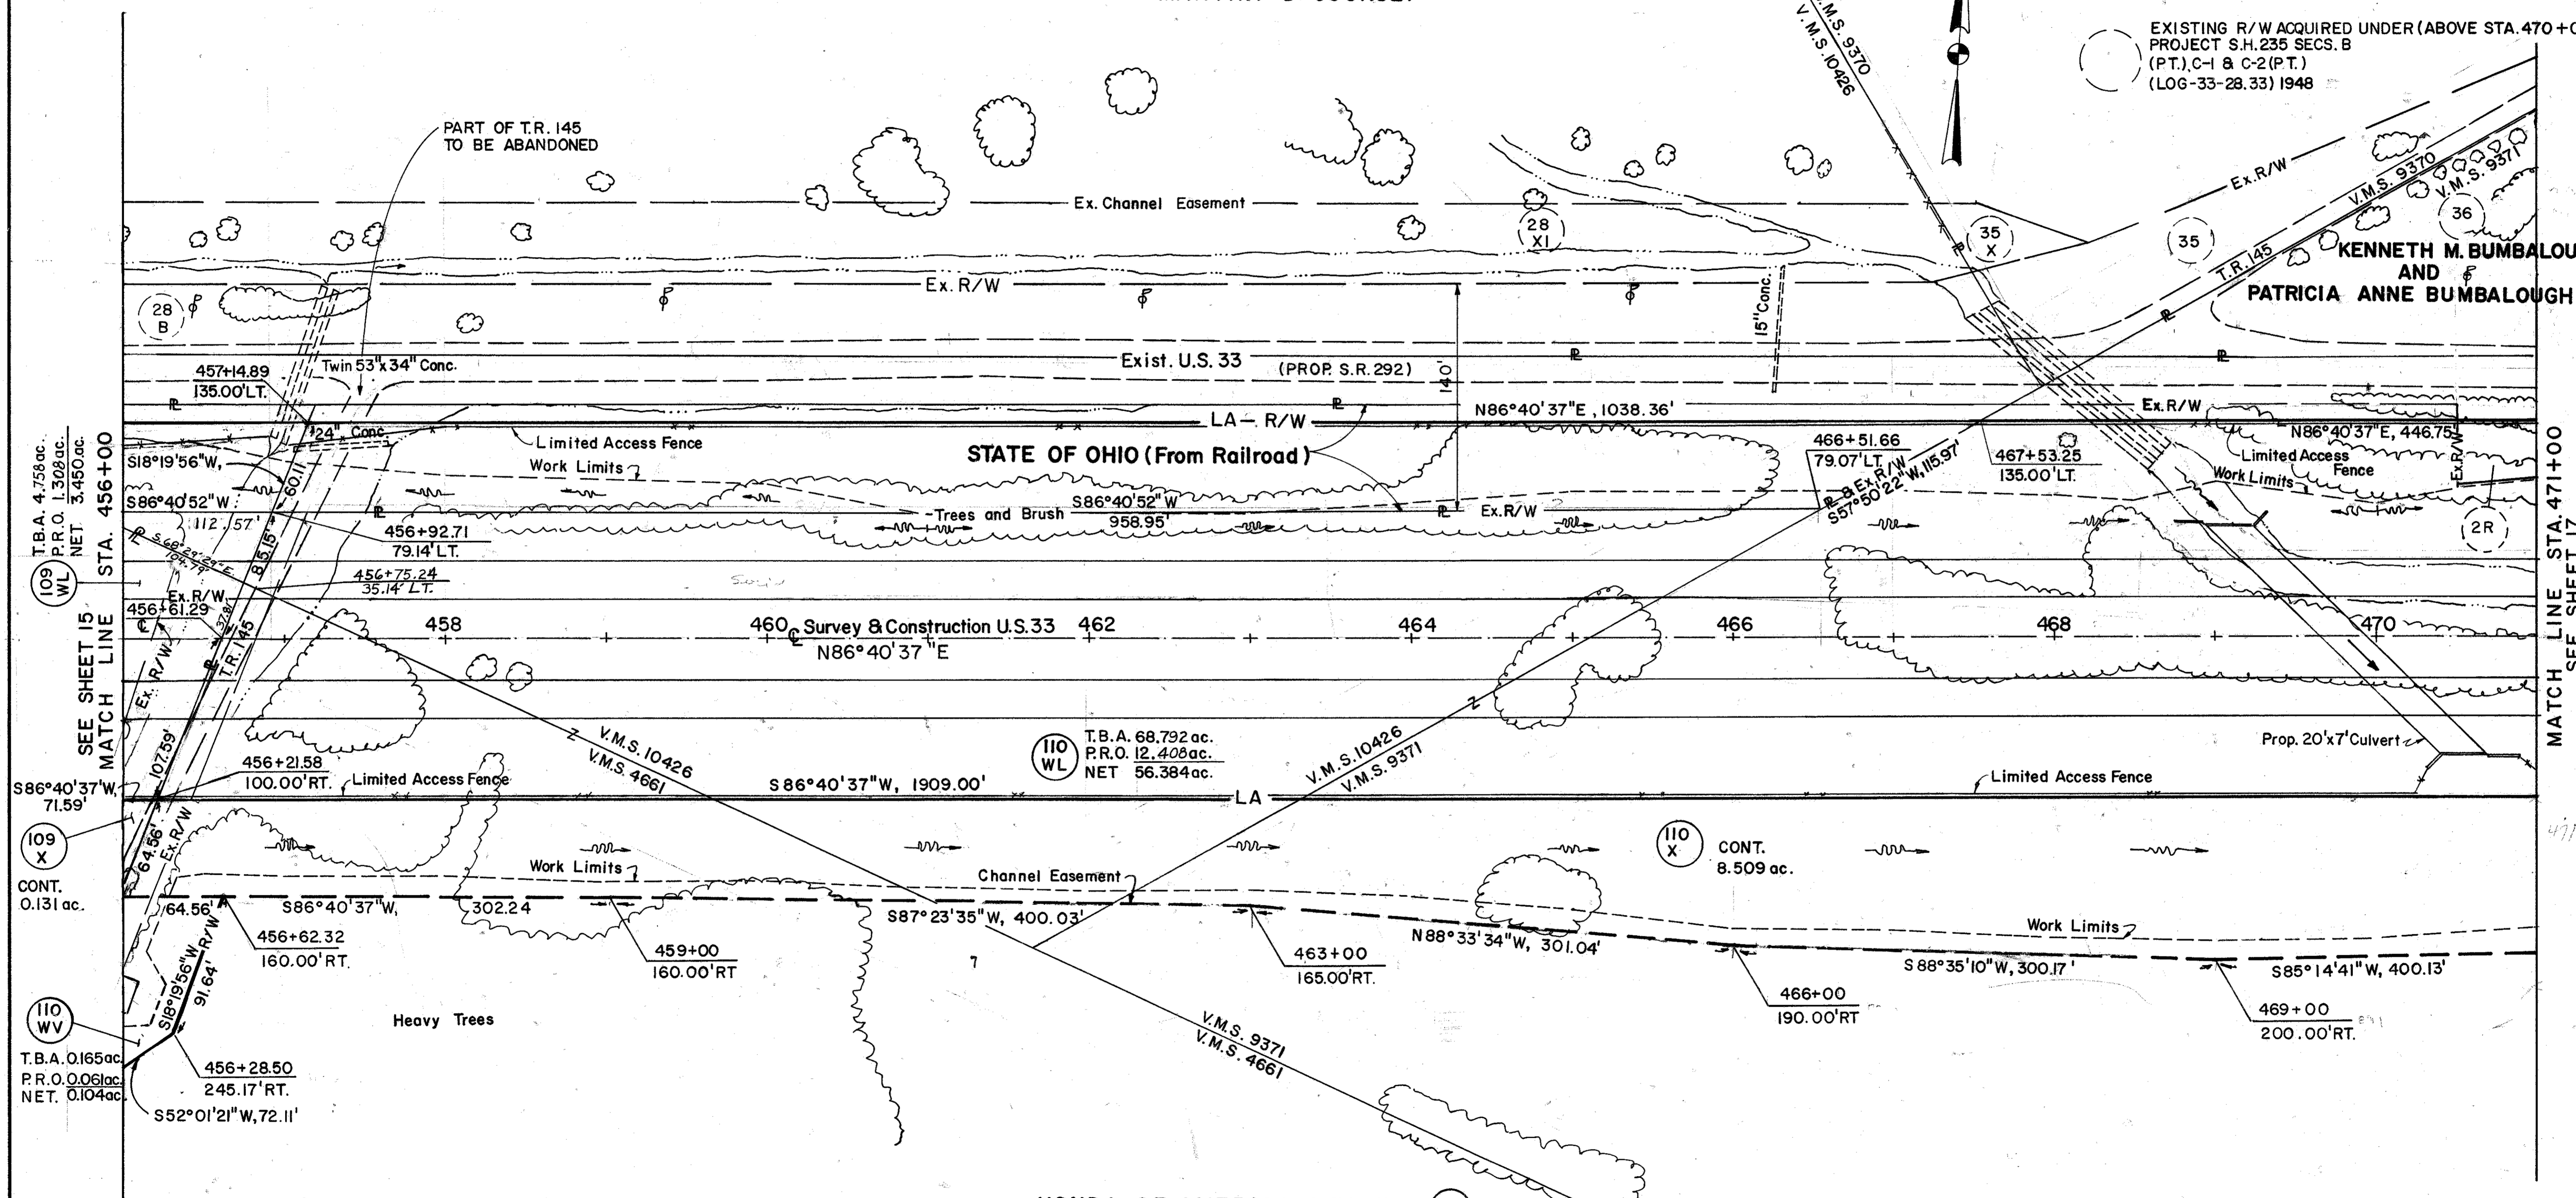 EXISTING R/W ACQUIRED UNDER (ABOVE STA. 470+
PROJECT S.H. 235 SECS. B
(P.T.), C-1 & C-2 (P.T.)
(LOG-33-28.33) 1948
V.M.S. 9370
V.M.S. 10426
PART OF T.R. 145
TO BE ABANDONED
Ex. Channel Easement
28
X1
35
X
35
36
Ex. R/W
V.M.S. 9370
V.M.S. 9371
T.R. 145
KENNETH M. BUMBALOU
AND
PATRICIA ANNE BUMBALOUGH
28
B
Ex. R/W
15" Conc.
140'
Twin 53"x34" Conc.
Exist. U.S. 33 (PROP. S.R. 292)
457+14.89
135.00' LT.
24" Conc.
LA - R/W
N86°40'37"E, 1038.36'
Ex. R/W
N86°40'37"E, 446.75'
Limited Access Fence
STATE OF OHIO (From Railroad)
Work Limits
466+51.66
79.07' LT.
467+53.25
135.00' LT.
Limited Access
Fence
Work Limits
Ex. R/W
S18°19'56"W,
60.11
S86°40'52"W
112.57'
S86°40'52"W
958.95'
Trees and Brush
Ex. R/W
PL & Ex. R/W
S57°50'22"W, 115.97'
2R
456+92.71
79.14' LT.
85.15'
S 68°29'29"E
104.79'
456+75.24
35.14' LT.
T.B.A. 4.758 ac.
P.R.O. 1.308 ac.
NET 3.450 ac.
109
WL
SEE SHEET 15
MATCH LINE STA. 456+00
Ex. R/W
456+61.29
37.81
T.R. 145
Ex. R/W
458
460
℄ Survey & Construction U.S. 33
N86°40'37"E
462
464
466
468
470
MATCH LINE STA. 471+00
SEE SHEET 17
107.59'
456+21.58
100.00' RT.
Limited Access Fence
V.M.S. 10426
V.M.S. 4661
S86°40'37"W, 1909.00'
110
WL
T.B.A. 68.792 ac.
P.R.O. 12.408 ac.
NET 56.384 ac.
V.M.S. 10426
V.M.S. 9371
Prop. 20'x7' Culvert
Limited Access Fence
LA
S86°40'37"W,
71.59'
109
X
CONT.
0.131 ac.
64.56'
Ex. R/W
Work Limits
Channel Easement
110
X
CONT.
8.509 ac.
64.56'
S86°40'37"W, 302.24
S87°23'35"W, 400.03'
N88°33'34"W, 301.04'
Work Limits
S88°35'10"W, 300.17'
S85°14'41"W, 400.13'
456+62.32
160.00' RT.
459+00
160.00' RT
463+00
165.00' RT.
466+00
190.00' RT
469+00
200.00' RT.
R/W
S18°19'56"W
91.64'
Heavy Trees
110
WV
T.B.A. 0.165 ac.
P.R.O. 0.061 ac.
NET. 0.104 ac.
456+28.50
245.17' RT.
S52°01'21"W, 72.11'
V.M.S. 9371
V.M.S. 4661